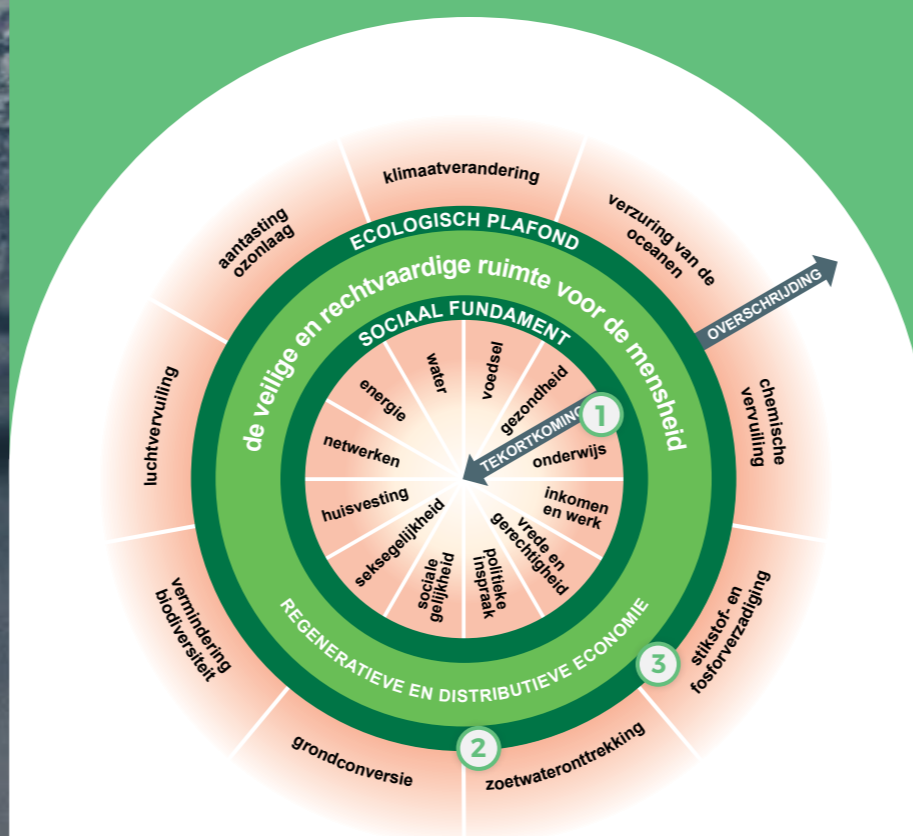 klimaatverandering
verzuring van de
oceanen
chemische
vervuiling
stikstof- en
fosforverzadiging
zoetwateronttrekking
grondconversie
vermindering
biodiversiteit
luchtvervuiling
aantasting
ozonlaag
ECOLOGISCH PLAFOND
OVERSCHRIJDING
de veilige en rechtvaardige ruimte voor de mensheid
REGENERATIEVE EN DISTRIBUTIEVE ECONOMIE
SOCIAAL FUNDAMENT
TEKORTKOMING
water
voedsel
gezondheid
onderwijs
inkomen
en werk
vrede en
gerechtigheid
politieke
inspraak
sociale
gelijkheid
seksegelijkheid
huisvesting
netwerken
energie
1
2
3